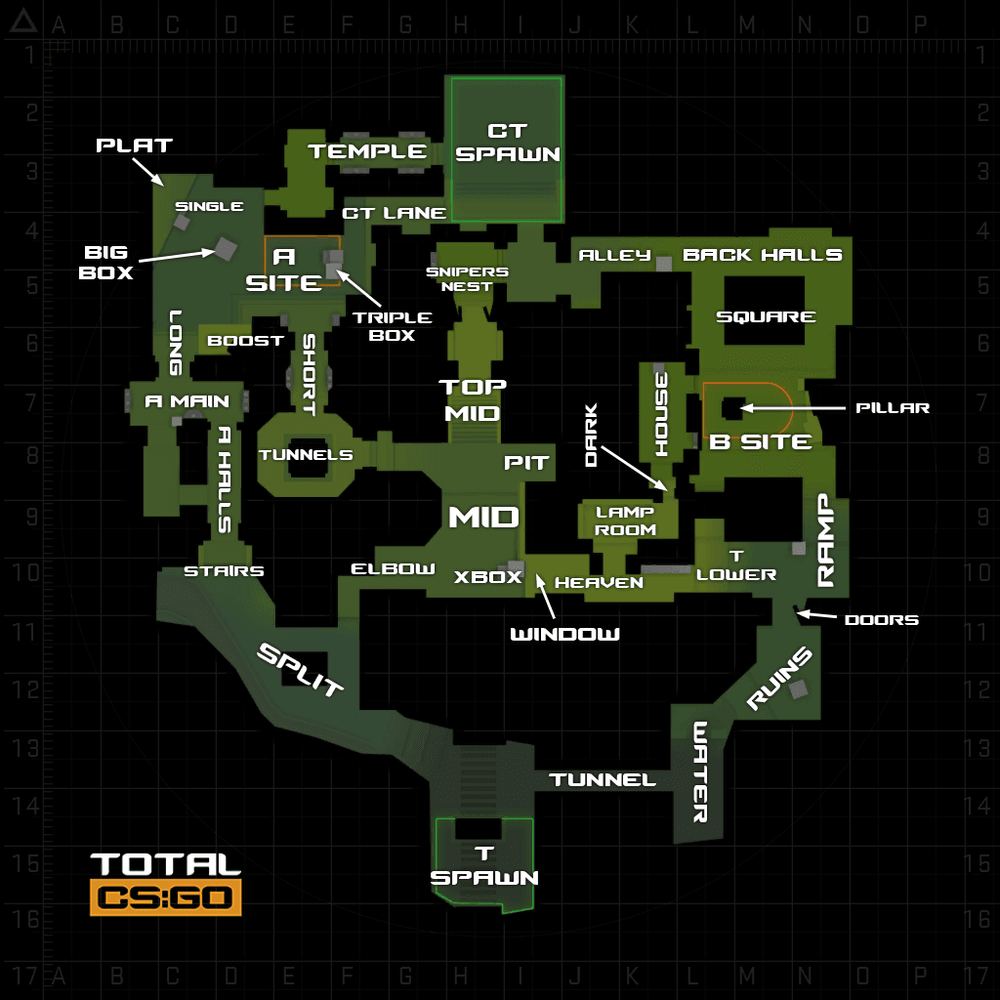 A B C D E F G H I J K L M N O P
1 1
2 2
CT
SPAWN
TEMPLE
PLAT
3 3
SINGLE
CT LANE
4 4
BIG
BOX
A
SITE
ALLEY
BACK HALLS
SNIPERS
NEST
5 5
TRIPLE
BOX
SQUARE
LONG
BOOST
SHORT
6 6
TOP
MID
A MAIN
HOUSE
PILLAR
7 7
DARK
B SITE
A HALLS
TUNNELS
PIT
8 8
MID
LAMP
ROOM
RAMP
9 9
STAIRS
ELBOW
XBOX
HEAVEN
T
LOWER
10 10
WINDOW
DOORS
11 11
SPLIT
RUINS
12 12
WATER
13 13
TUNNEL
14 14
T
SPAWN
15 15
TOTAL
CS:GO
16 16
17 A B C D E F G H I J K L M N O P 17